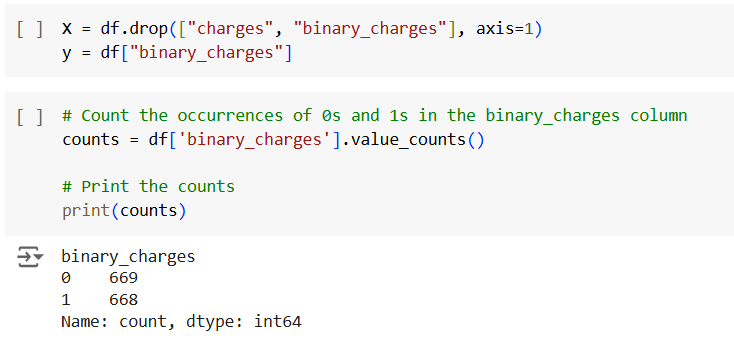 [ ] X = df.drop(["charges", "binary_charges"], axis=1)
y = df["binary_charges"]
[ ] # Count the occurrences of 0s and 1s in the binary_charges column
counts = df['binary_charges'].value_counts()
# Print the counts
print(counts)
binary_charges
0    669
1    668
Name: count, dtype: int64